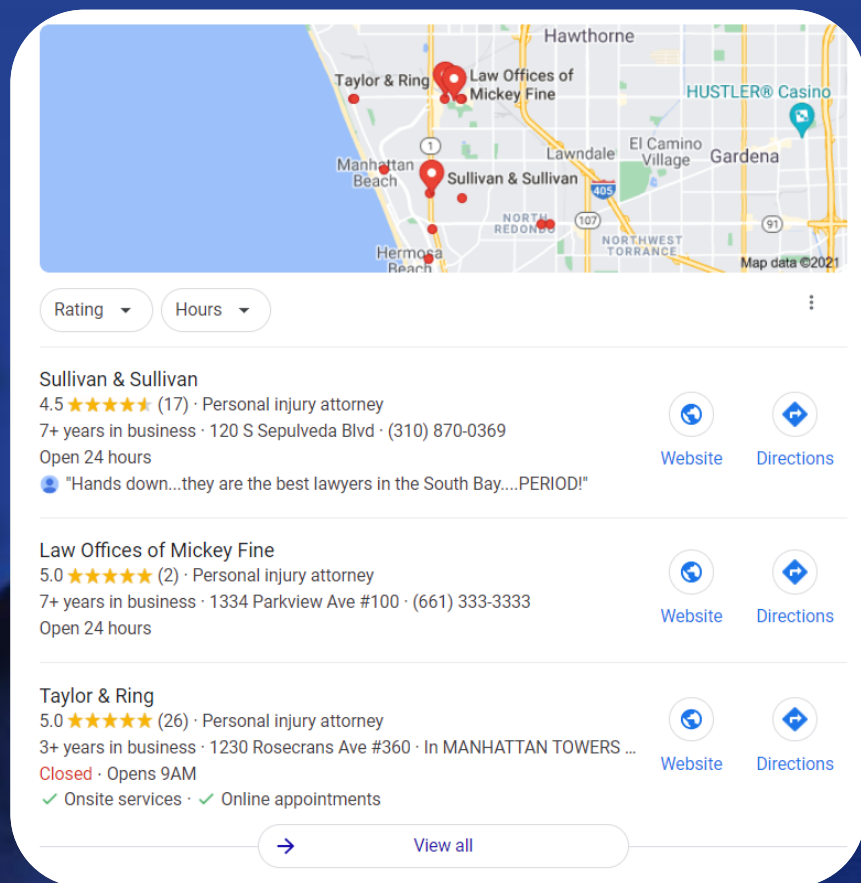 Hawthorne
Taylor & Ring
Law Offices of
Mickey Fine
HUSTLER® Casino
1
Manhattan
Beach
Lawndale
El Camino
Village
Gardena
Sullivan & Sullivan
405
NORTH
REDONDO
107
91
NORTHWEST
TORRANCE
Hermosa
Beach
Map data ©2021
Rating
Hours
Sullivan & Sullivan
4.5 (17) · Personal injury attorney
7+ years in business · 120 S Sepulveda Blvd · (310) 870-0369
Open 24 hours
"Hands down...they are the best lawyers in the South Bay....PERIOD!"
Website
Directions
Law Offices of Mickey Fine
5.0 (2) · Personal injury attorney
7+ years in business · 1334 Parkview Ave #100 · (661) 333-3333
Open 24 hours
Website
Directions
Taylor & Ring
5.0 (26) · Personal injury attorney
3+ years in business · 1230 Rosecrans Ave #360 · In MANHATTAN TOWERS ...
Closed · Opens 9AM
Onsite services · Online appointments
Website
Directions
View all